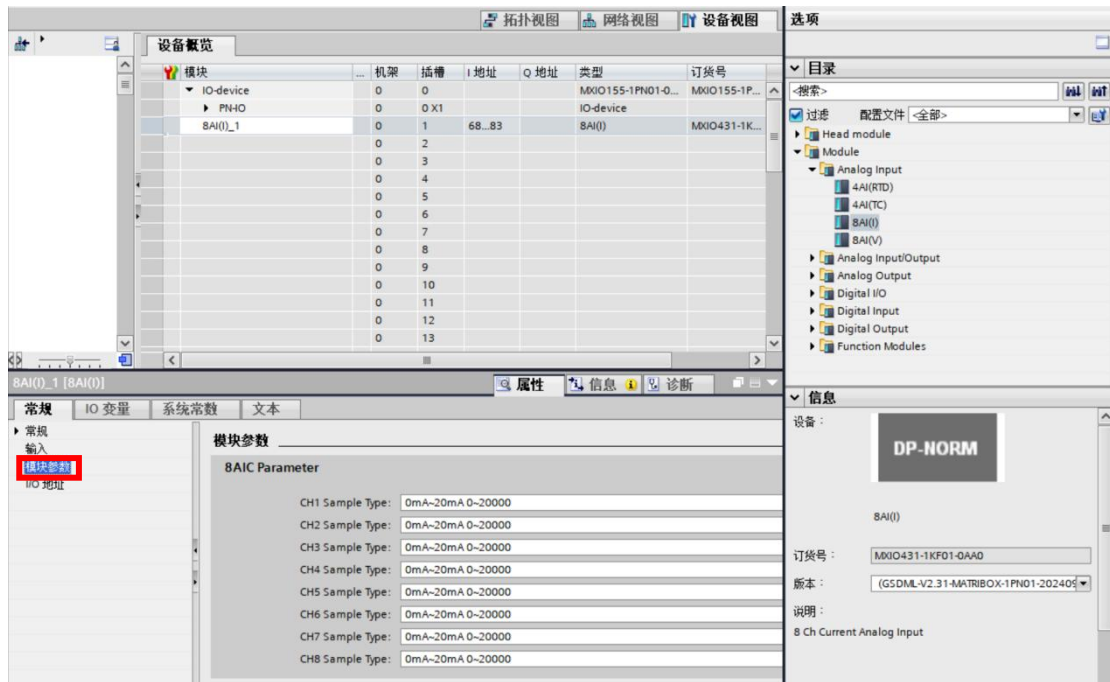 拓扑视图 网络视图 设备视图
设备概览
模块 ... 机架 插槽 I 地址 Q 地址 类型 订货号
IO-device 0 0 MXIO155-1PN01-0... MXIO155-1P...
PN-IO 0 0 X1 IO-device
8AI(I)_1 0 1 68...83 8AI(I) MXIO431-1K...
0 2
0 3
0 4
0 5
0 6
0 7
0 8
0 9
0 10
0 11
0 12
0 13
8AI(I)_1 [8AI(I)]
属性 信息 诊断
常规 IO 变量 系统常数 文本
常规
输入
模块参数
I/O 地址
模块参数
8AIC Parameter
CH1 Sample Type: 0mA~20mA 0~20000
CH2 Sample Type: 0mA~20mA 0~20000
CH3 Sample Type: 0mA~20mA 0~20000
CH4 Sample Type: 0mA~20mA 0~20000
CH5 Sample Type: 0mA~20mA 0~20000
CH6 Sample Type: 0mA~20mA 0~20000
CH7 Sample Type: 0mA~20mA 0~20000
CH8 Sample Type: 0mA~20mA 0~20000
选项
目录
<搜索>
过滤 配置文件 <全部>
Head module
Module
Analog Input
4AI(RTD)
4AI(TC)
8AI(I)
8AI(V)
Analog Input/Output
Analog Output
Digital I/O
Digital Input
Digital Output
Function Modules
信息
设备：
DP-NORM
8AI(I)
订货号： MXIO431-1KF01-0AA0
版本： (GSDML-V2.31-MATRIBOX-1PN01-202409
说明：
8 Ch Current Analog Input